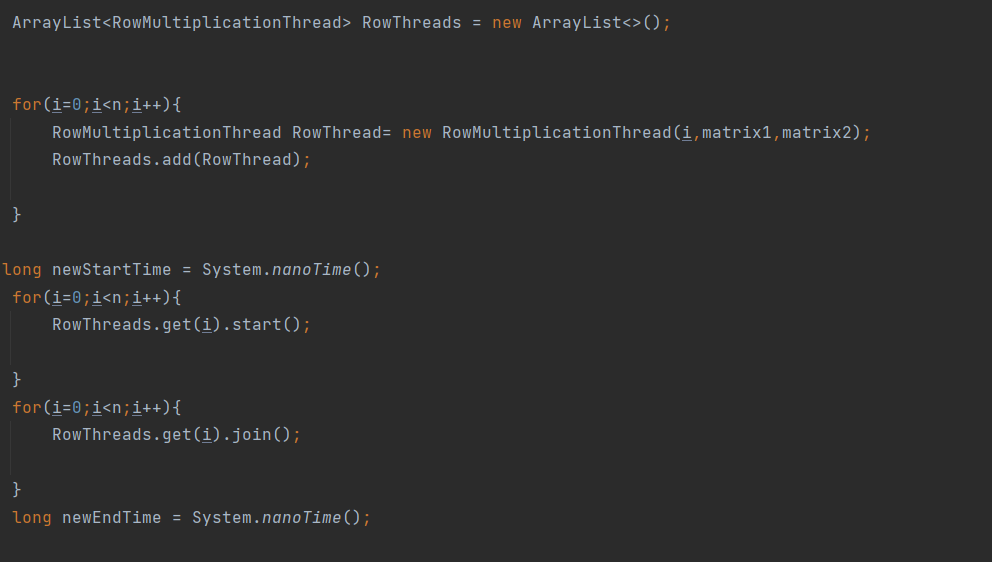 ArrayList<RowMultiplicationThread> RowThreads = new ArrayList<>();
for(i=0;i<n;i++){
RowMultiplicationThread RowThread= new RowMultiplicationThread(i,matrix1,matrix2);
RowThreads.add(RowThread);
}
long newStartTime = System.nanoTime();
for(i=0;i<n;i++){
RowThreads.get(i).start();
}
for(i=0;i<n;i++){
RowThreads.get(i).join();
}
long newEndTime = System.nanoTime();